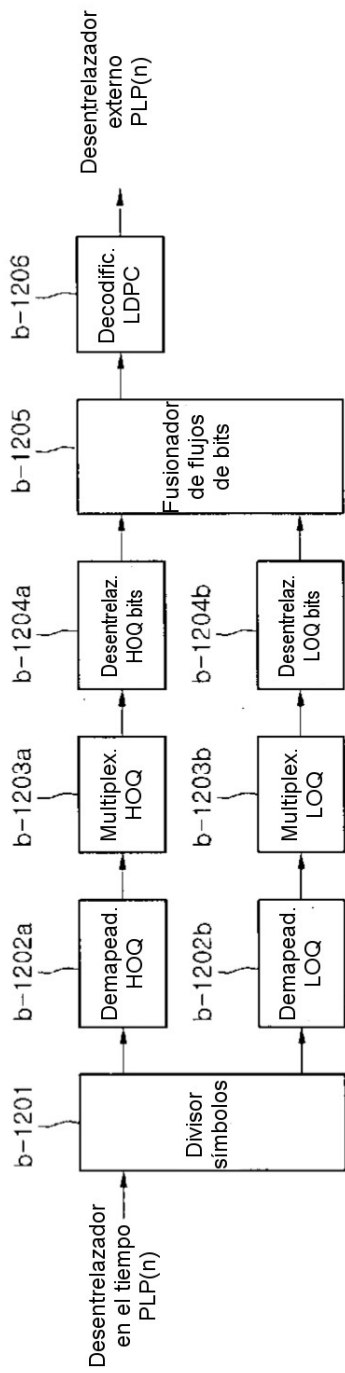 Desentrelazador
en el tiempo
PLP(n)
b-1201
Divisor
símbolos
b-1202a
Demapead.
HOQ
b-1203a
Multiplex.
HOQ
b-1204a
Desentrelaz.
HOQ bits
b-1202b
Demapead.
LOQ
b-1203b
Multiplex.
LOQ
b-1204b
Desentrelaz.
LOQ bits
b-1205
Fusionador
de flujos
de bits
b-1206
Decodific.
LDPC
Desentrelazador
externo
PLP(n)